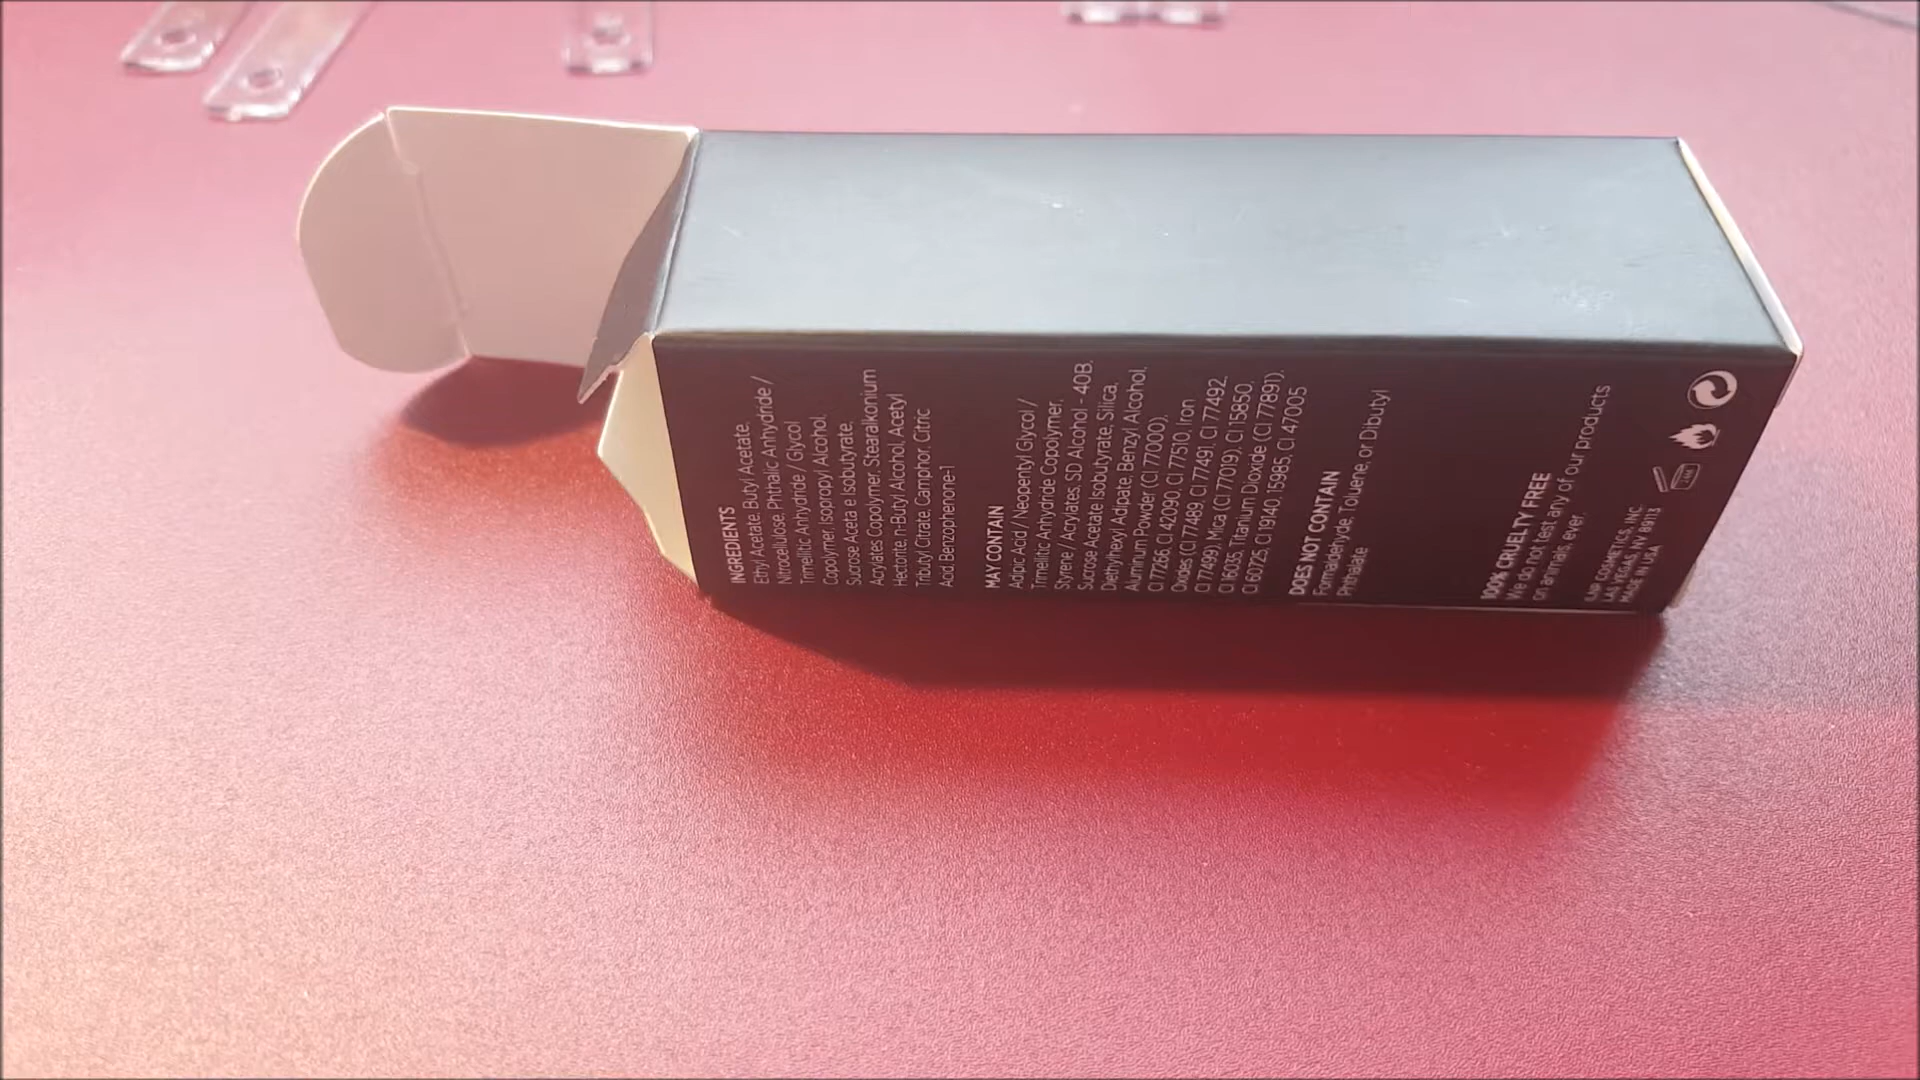 INGREDIENTS
Ethyl Acetate, Butyl Acetate,
Nitrocellulose, Phthalic Anhydride /
Trimellitic Anhydride / Glycol
Copolymer, Isopropyl Alcohol,
Sucrose Aceta e Isobutyrate,
Acrylates Copolymer, Stearalkonium
Hectorite, n-Butyl Alcohol, Acetyl
Tributyl Citrate, Camphor Citric
Acid Benzophenone-1
MAY CONTAIN
Adipic Acid / Neopentyl Glycol /
Trimellitic Anhydride Copolymer,
Styrene / Acrylates, SD Alcohol - 40B,
Sucrose Acetate Isobutyrate, Silica,
Diethylhexyl Adipate, Benzyl Alcohol,
Aluminum Powder (CI 77000),
CI 77266, CI 42090, CI 77510, Iron
Oxides (CI 77489, CI 77491, CI 77492,
CI 77499) Mica (CI 77019), CI 15850,
CI 16035, Titanium Dioxide (CI 77891),
CI 60725, CI 19140, 15985, CI 47005
DOES NOT CONTAIN
Formadehyde, Toluene, or Dibutyl
Phthalate
100% CRUELTY FREE
We do not test any of our products
on animals, ever.
COSMETICS, INC.
LAS VEGAS, NV 89113
MADE IN USA